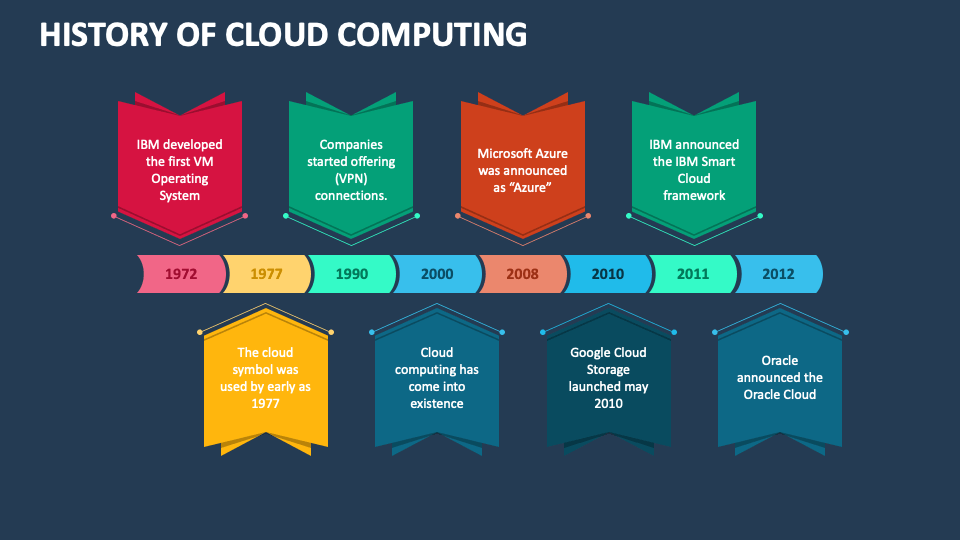 HISTORY OF CLOUD COMPUTING
IBM developed
the first VM
Operating
System
Companies
started offering
(VPN)
connections.
Microsoft Azure
was announced
as “Azure”
IBM announced
the IBM Smart
Cloud
framework
1972 1977 1990 2000 2008 2010 2011 2012
The cloud
symbol was
used by early as
1977
Cloud
computing has
come into
existence
Google Cloud
Storage
launched may
2010
Oracle
announced the
Oracle Cloud